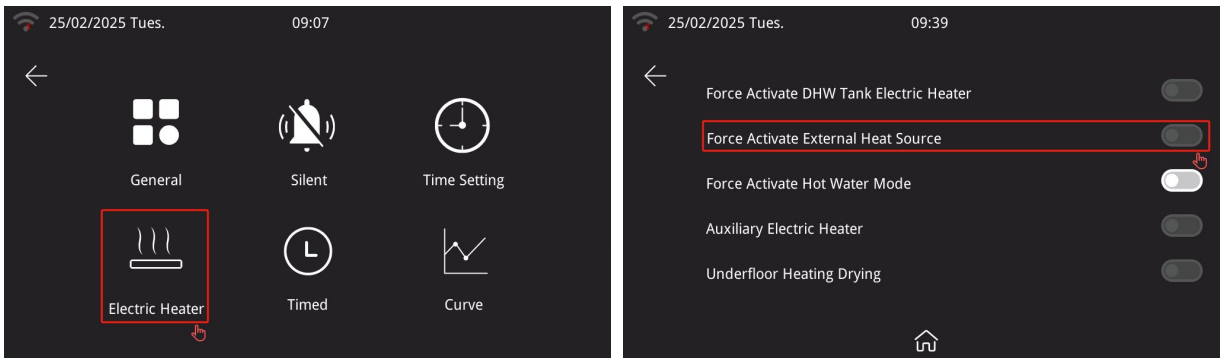 25/02/2025 Tues. 09:07
General Silent Time Setting
Electric Heater Timed Curve
25/02/2025 Tues. 09:39
Force Activate DHW Tank Electric Heater
Force Activate External Heat Source
Force Activate Hot Water Mode
Auxiliary Electric Heater
Underfloor Heating Drying